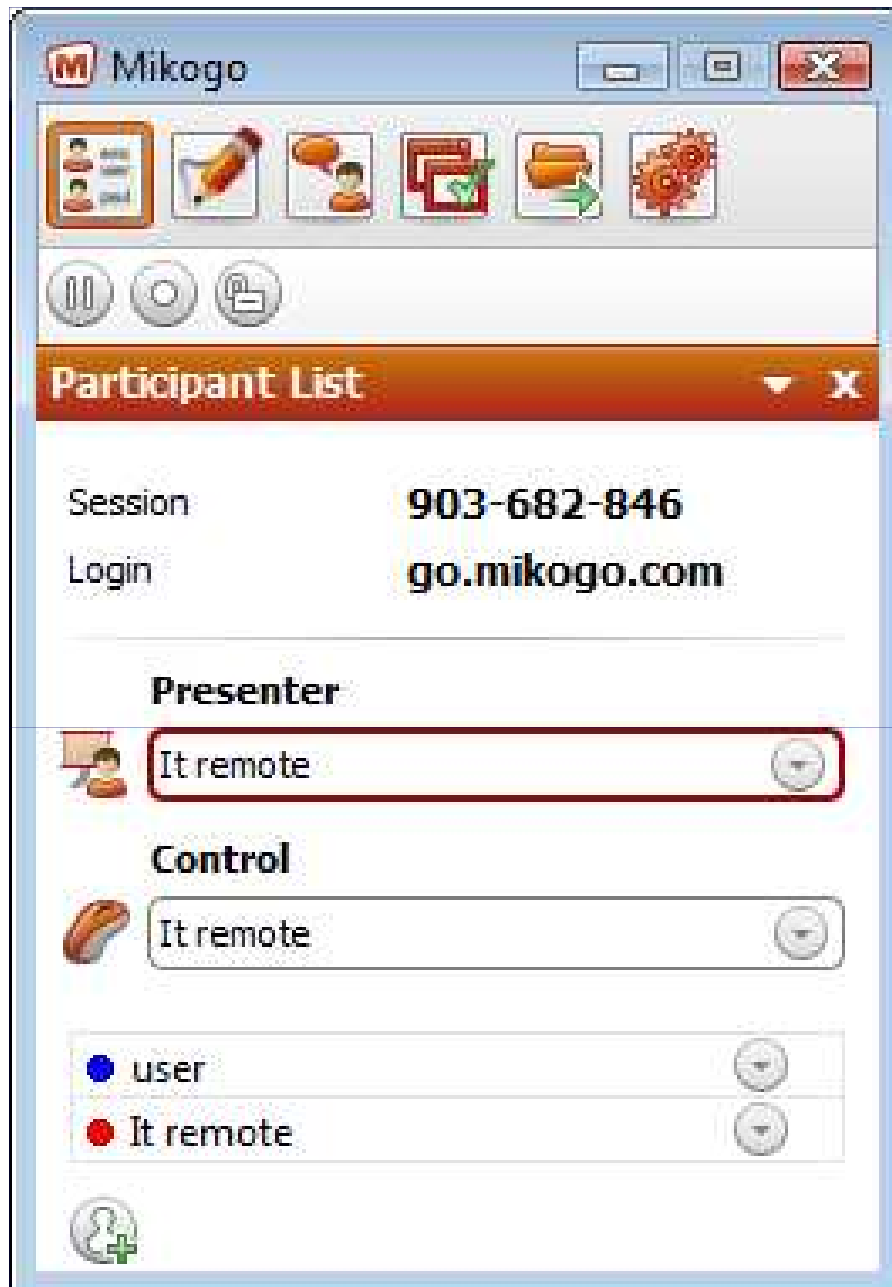 Mikogo
Participant List
Session 903-682-846
Login go.mikogo.com
Presenter
It remote
Control
It remote
user
It remote